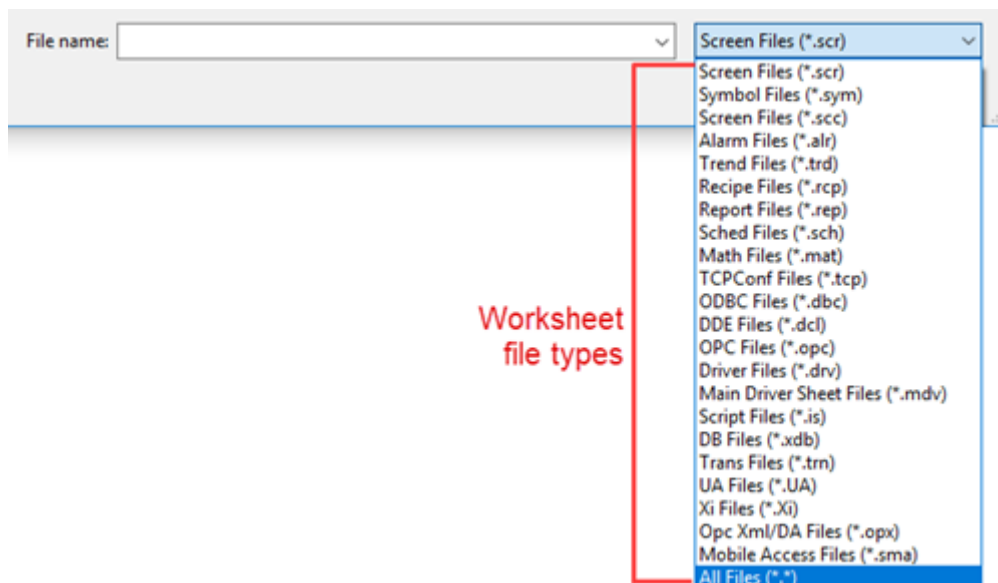 File name:
Screen Files (*.scr)
Screen Files (*.scr)
Symbol Files (*.sym)
Screen Files (*.scc)
Alarm Files (*.alr)
Trend Files (*.trd)
Recipe Files (*.rcp)
Report Files (*.rep)
Sched Files (*.sch)
Math Files (*.mat)
TCPConf Files (*.tcp)
ODBC Files (*.dbc)
DDE Files (*.dcl)
OPC Files (*.opc)
Driver Files (*.drv)
Main Driver Sheet Files (*.mdv)
Script Files (*.is)
DB Files (*.xdb)
Trans Files (*.trn)
UA Files (*.UA)
Xi Files (*.Xi)
Opc Xml/DA Files (*.opx)
Mobile Access Files (*.sma)
All Files (*.*)
Worksheet
file types